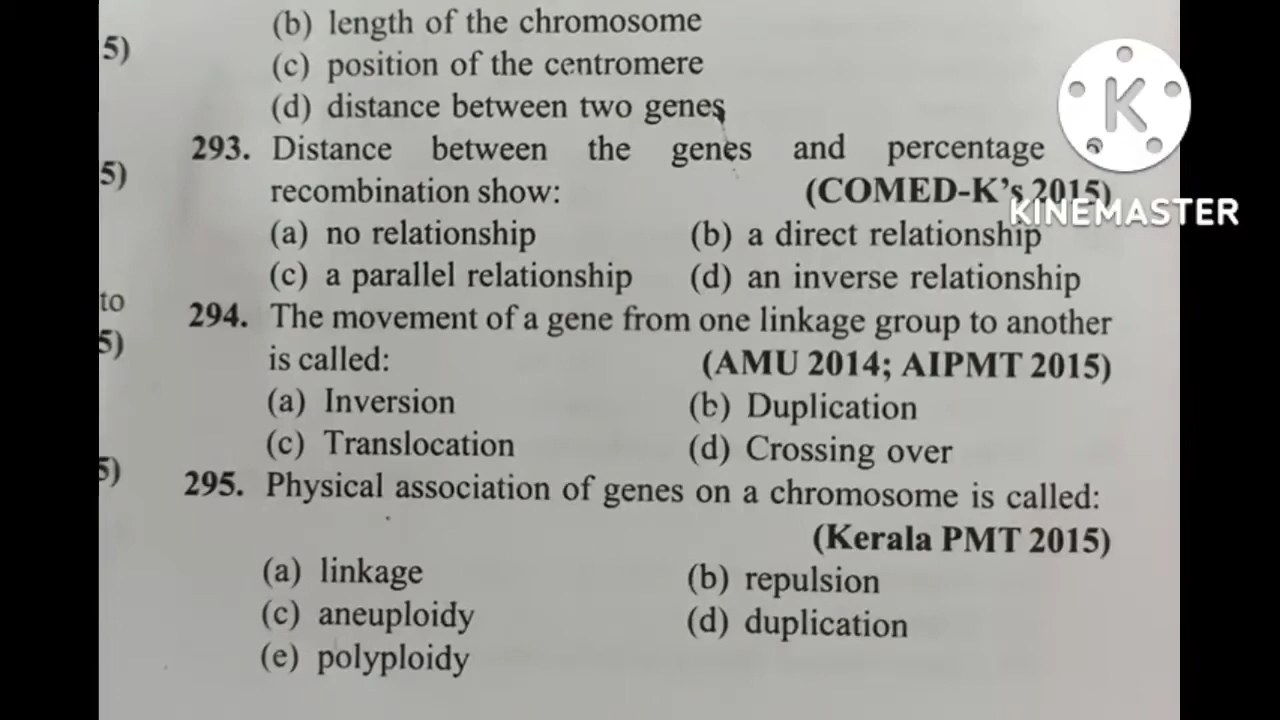 (b) length of the chromosome
5)
(c) position of the centromere
(d) distance between two genes
293. Distance between the genes and percentage
5)
recombination show: (COMED-K's 2015)
KINEMASTER
(a) no relationship (b) a direct relationship
(c) a parallel relationship (d) an inverse relationship
to
294. The movement of a gene from one linkage group to another
5)
is called: (AMU 2014; AIPMT 2015)
(a) Inversion (b) Duplication
(c) Translocation (d) Crossing over
5)
295. Physical association of genes on a chromosome is called:
(Kerala PMT 2015)
(a) linkage (b) repulsion
(c) aneuploidy (d) duplication
(e) polyploidy
K